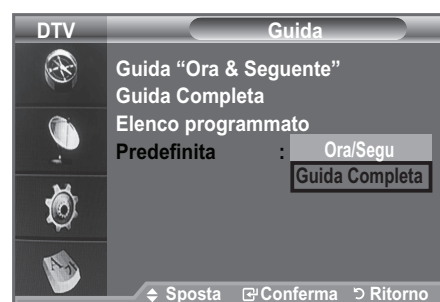 DTV Guida
Guida “Ora & Seguente”
Guida Completa
Elenco programmato
Predefinita : Ora/Segu
Guida Completa
Sposta Conferma Ritorno